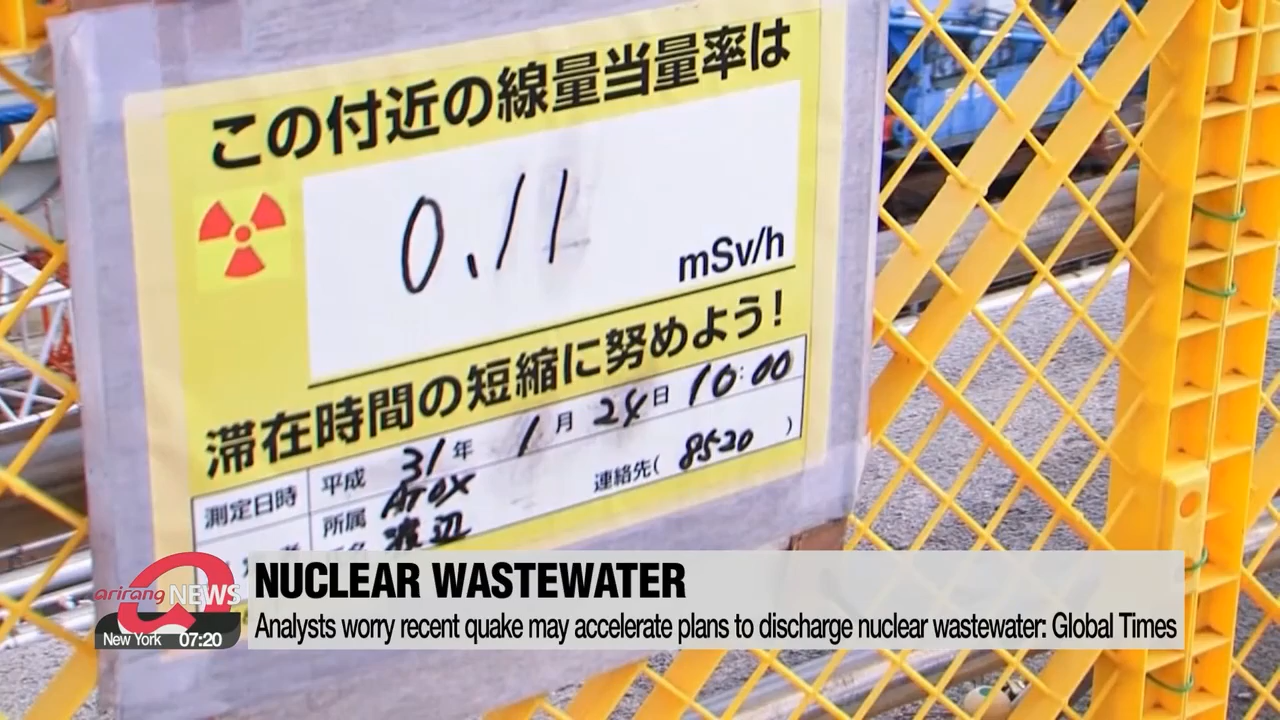 この付近の線量当量率は
0.11
mSv/h
滞在時間の短縮に努めよう!
測定日時 平成 31年 1月 24日 10:00
所属 ATOX 連絡先( 8520 )
渡辺
NUCLEAR WASTEWATER
arirang NEWS
Analysts worry recent quake may accelerate plans to discharge nuclear wastewater: Global Times
New York 07:20